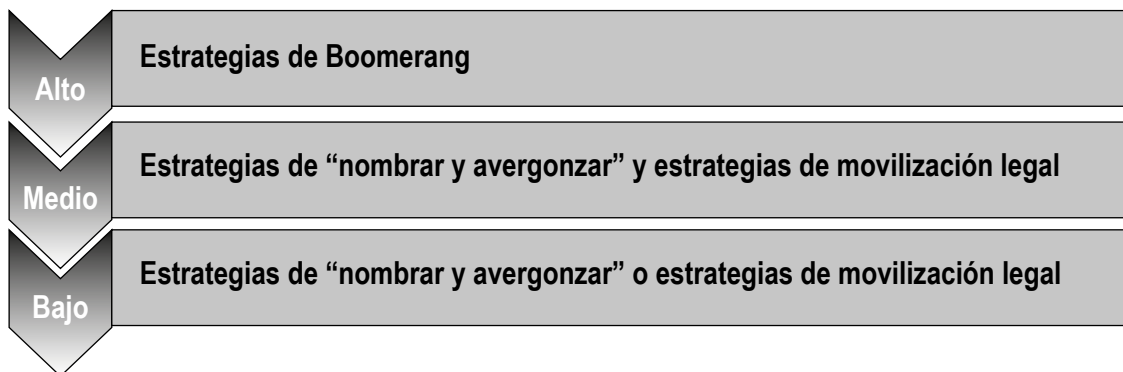 Estrategias de Boomerang
Alto
Estrategias de “nombrar y avergonzar” y estrategias de movilización legal
Medio
Estrategias de “nombrar y avergonzar” o estrategias de movilización legal
Bajo